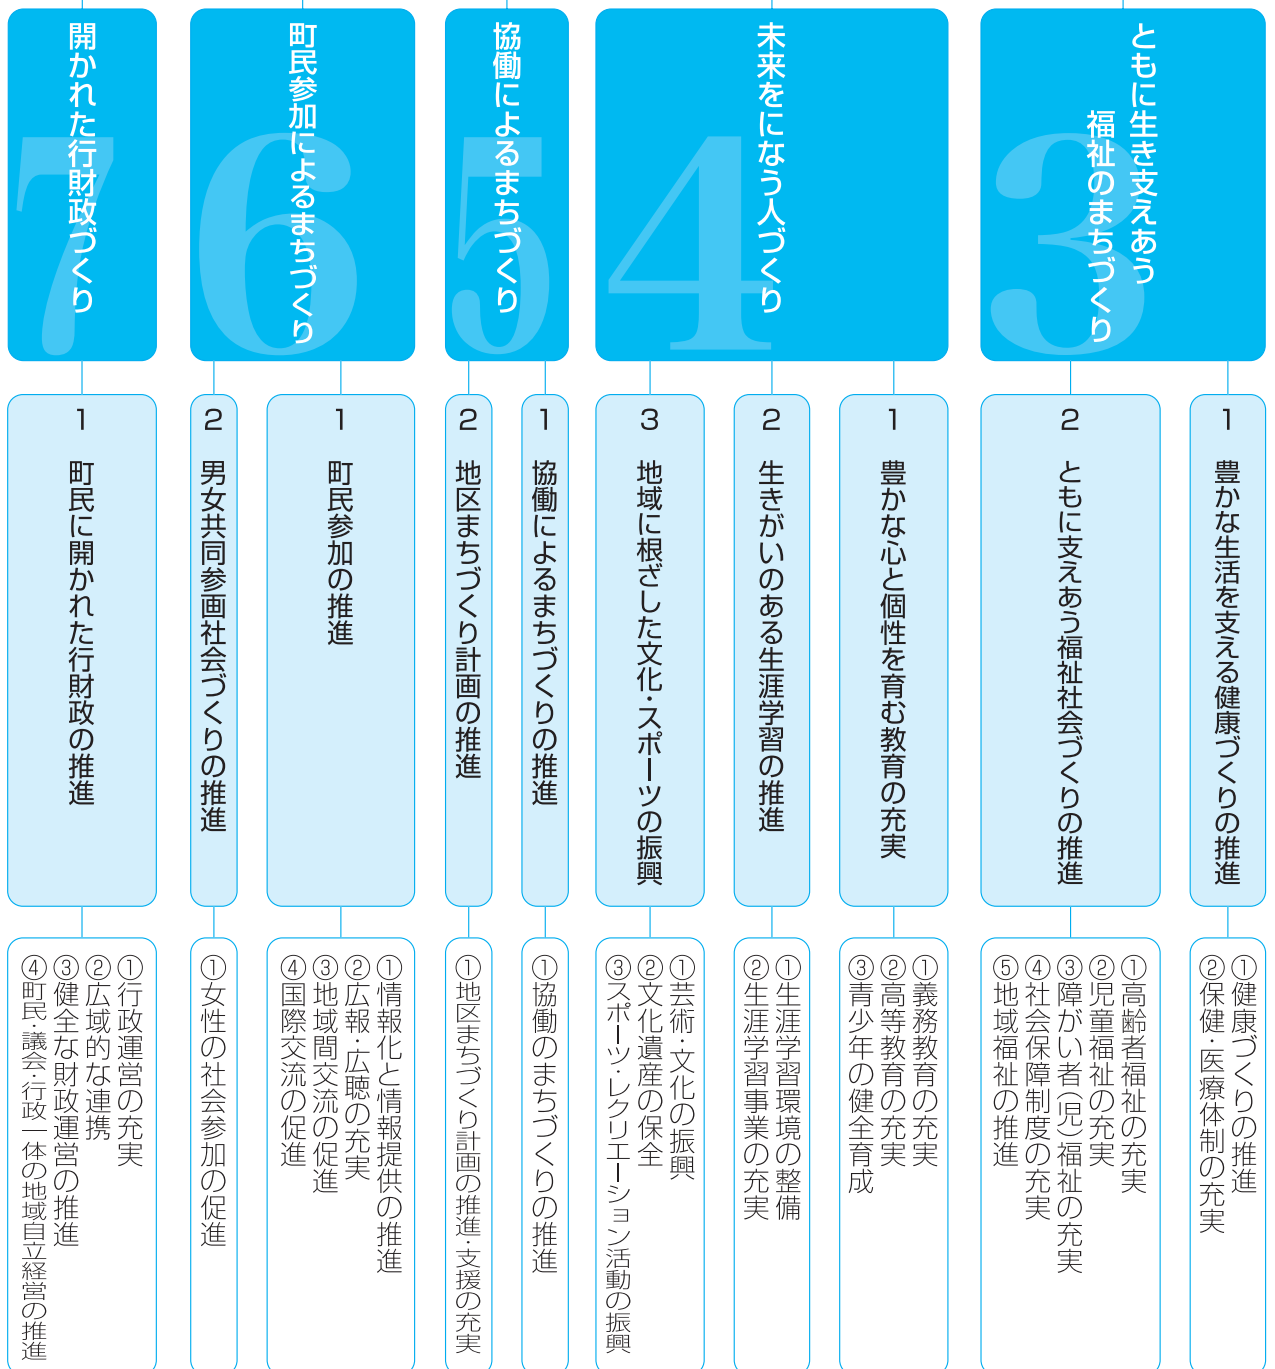 3
ともに生き支えあう
福祉のまちづくり
1 豊かな生活を支える健康づくりの推進
①健康づくりの推進
②保健・医療体制の充実
2 ともに支えあう福祉社会づくりの推進
①高齢者福祉の充実
②児童福祉の充実
③障がい者(児)福祉の充実
④社会保障制度の充実
⑤地域福祉の推進
4
未来をになう人づくり
1 豊かな心と個性を育む教育の充実
①義務教育の充実
②高等教育の充実
③青少年の健全育成
2 生きがいのある生涯学習の推進
①生涯学習環境の整備
②生涯学習事業の充実
3 地域に根ざした文化・スポーツの振興
①芸術・文化の振興
②文化遺産の保全
③スポーツ・レクリエーション活動の振興
5
協働によるまちづくり
1 協働によるまちづくりの推進
①協働のまちづくりの推進
2 地区まちづくり計画の推進
①地区まちづくり計画の推進・支援の充実
6
町民参加によるまちづくり
1 町民参加の推進
①情報化と情報提供の推進
②広報・広聴の充実
③地域間交流の促進
④国際交流の促進
2 男女共同参画社会づくりの推進
①女性の社会参加の促進
7
開かれた行財政づくり
1 町民に開かれた行財政の推進
①行政運営の充実
②広域的な連携
③健全な財政運営の推進
④町民・議会・行政一体の地域自立経営の推進